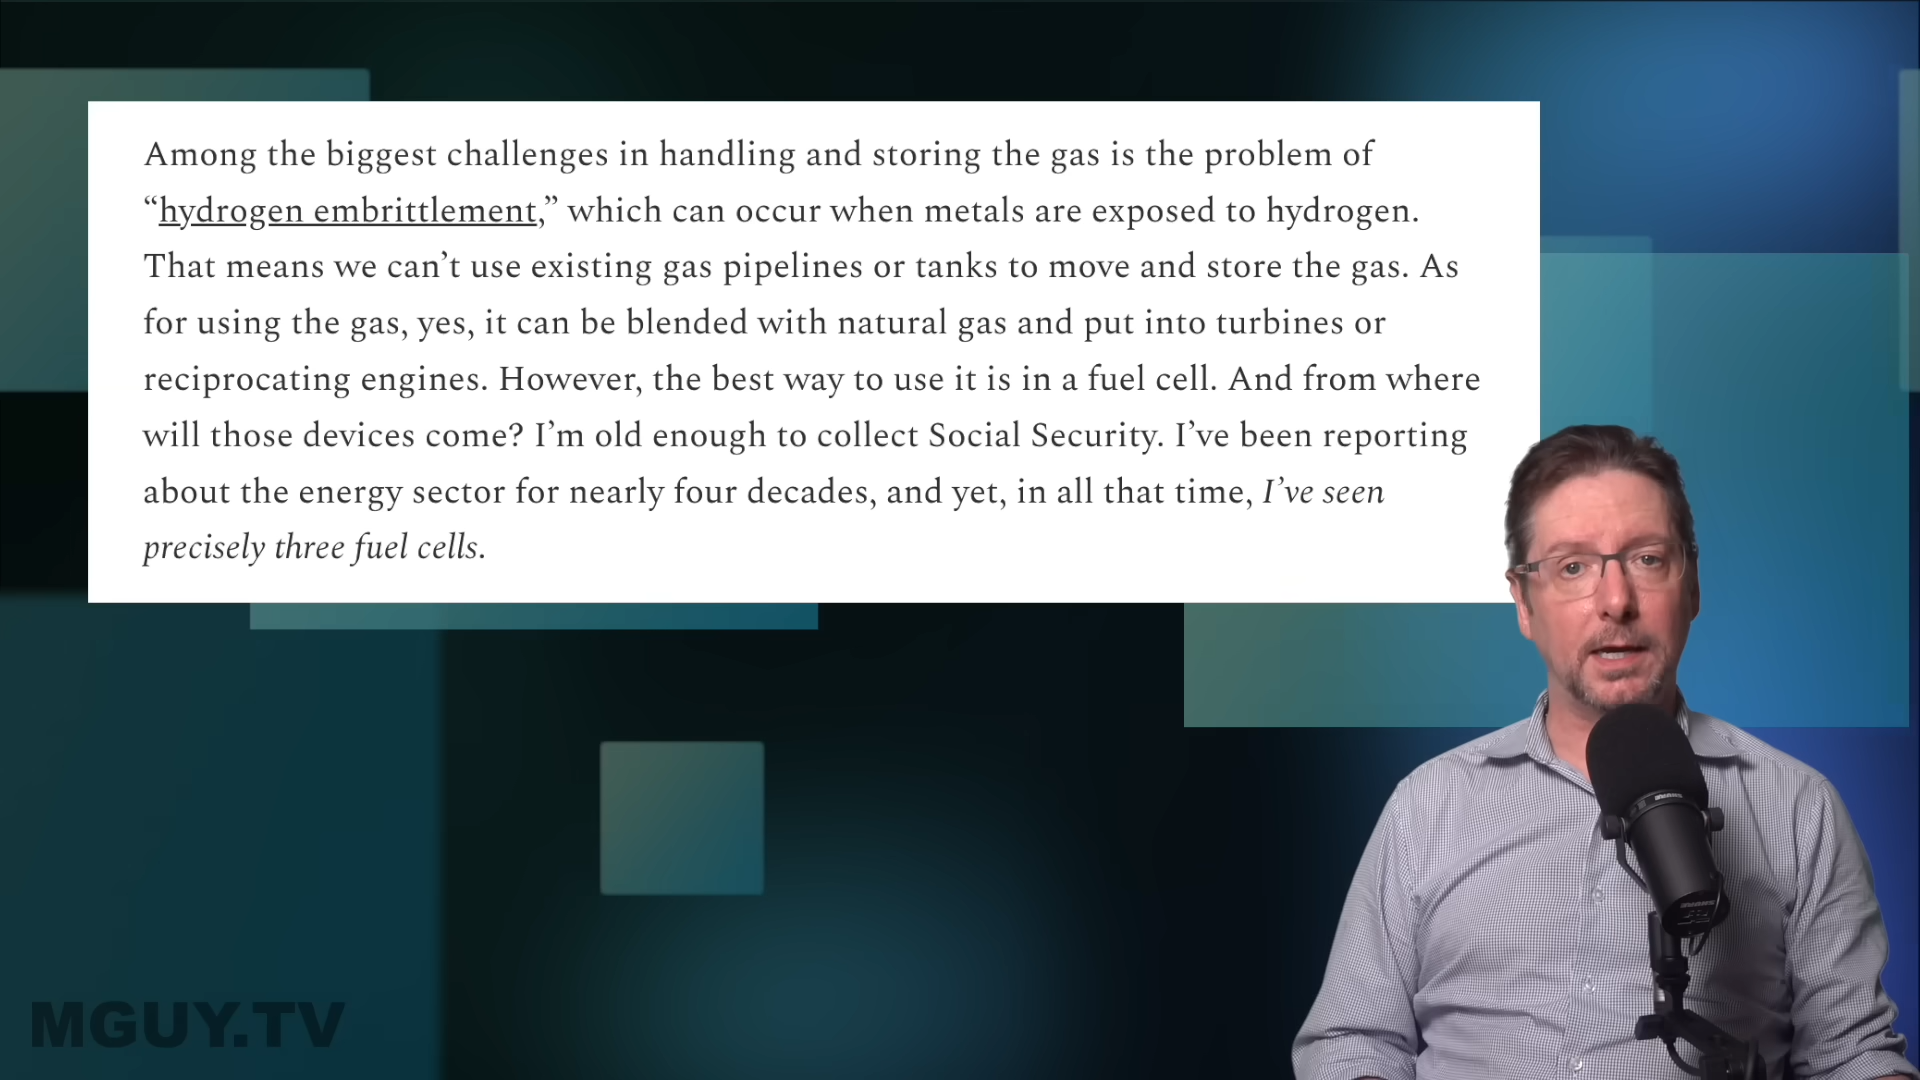 Among the biggest challenges in handling and storing the gas is the problem of
“hydrogen embrittlement,” which can occur when metals are exposed to hydrogen.
That means we can’t use existing gas pipelines or tanks to move and store the gas. As
for using the gas, yes, it can be blended with natural gas and put into turbines or
reciprocating engines. However, the best way to use it is in a fuel cell. And from where
will those devices come? I’m old enough to collect Social Security. I’ve been reporting
about the energy sector for nearly four decades, and yet, in all that time, I’ve seen
precisely three fuel cells.
MGUY.TV